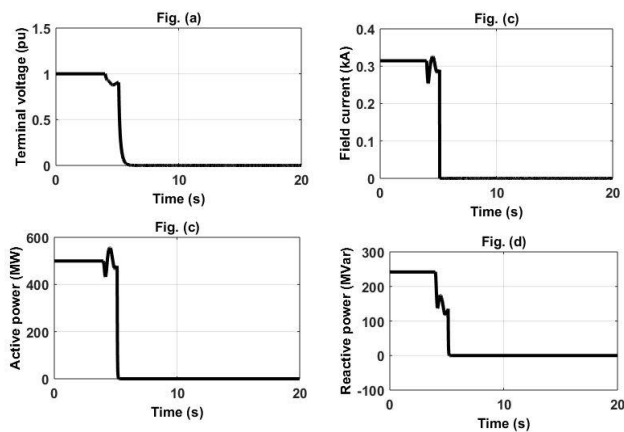 Fig. (a)
Terminal voltage (pu)
1.5
1
0.5
0
0
10
20
Time (s)
Fig. (c)
Field current (kA)
0.4
0.3
0.2
0.1
0
0
10
20
Time (s)
Fig. (c)
Active power (MW)
600
400
200
0
0
10
20
Time (s)
Fig. (d)
Reactive power (MVar)
300
200
100
0
-100
0
10
20
Time (s)